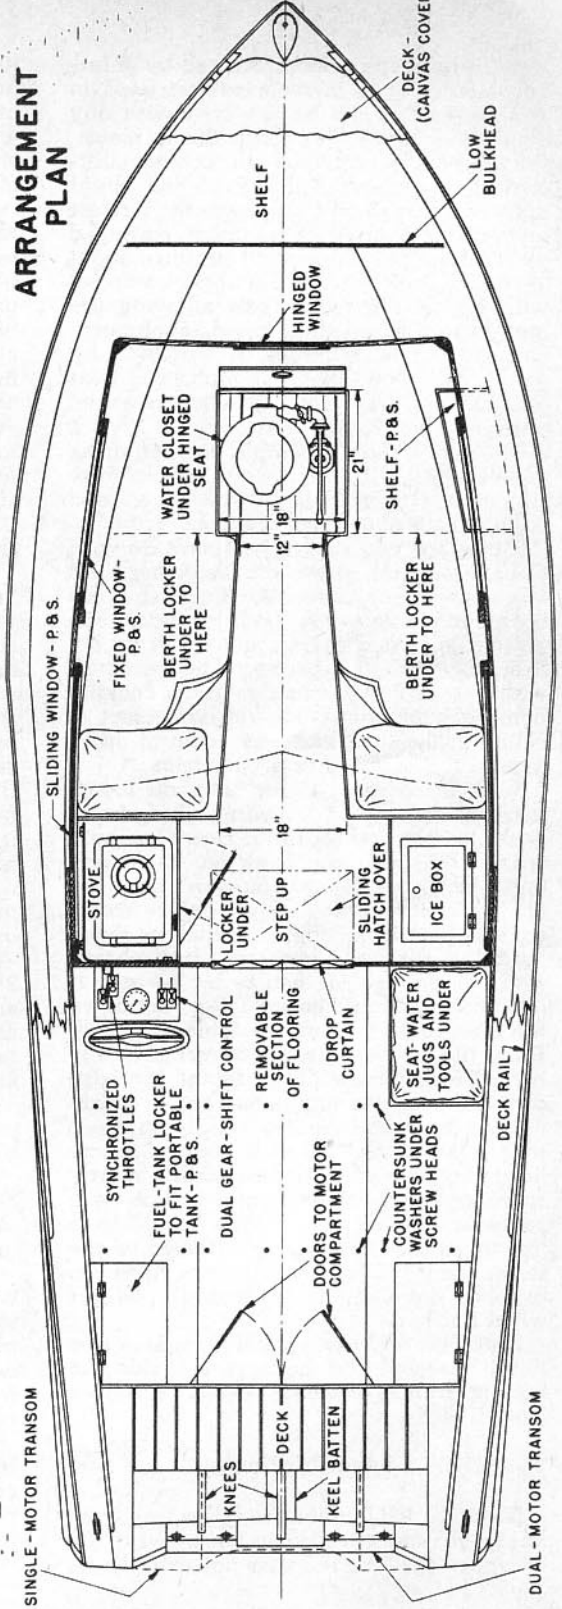 ARRANGEMENT
PLAN
DECK-
(CANVAS COVER
SHELF
LOW
BULKHEAD
HINGED
WINDOW
WATER CLOSET
UNDER HINGED
SEAT
18"
12"
21"
SHELF-P.&S.
BERTH LOCKER
UNDER TO
HERE
BERTH LOCKER
UNDER TO HERE
FIXED WINDOW-
P.&S.
SLIDING WINDOW-P.&S.
18"
STOVE
LOCKER
UNDER
STEP UP
SLIDING
HATCH OVER
ICE BOX
SYNCHRONIZED
THROTTLES
FUEL-TANK LOCKER
TO FIT PORTABLE
TANK-P.&S.
DUAL GEAR-SHIFT CONTROL
REMOVABLE
SECTION
OF FLOORING
DROP
CURTAIN
SEAT-WATER
JUGS AND
TOOLS UNDER
DECK RAIL
COUNTERSUNK
WASHERS UNDER
SCREW HEADS
DOORS TO MOTOR
COMPARTMENT
SINGLE-MOTOR TRANSOM
KNEES
DECK
KEEL BATTEN
DUAL-MOTOR TRANSOM